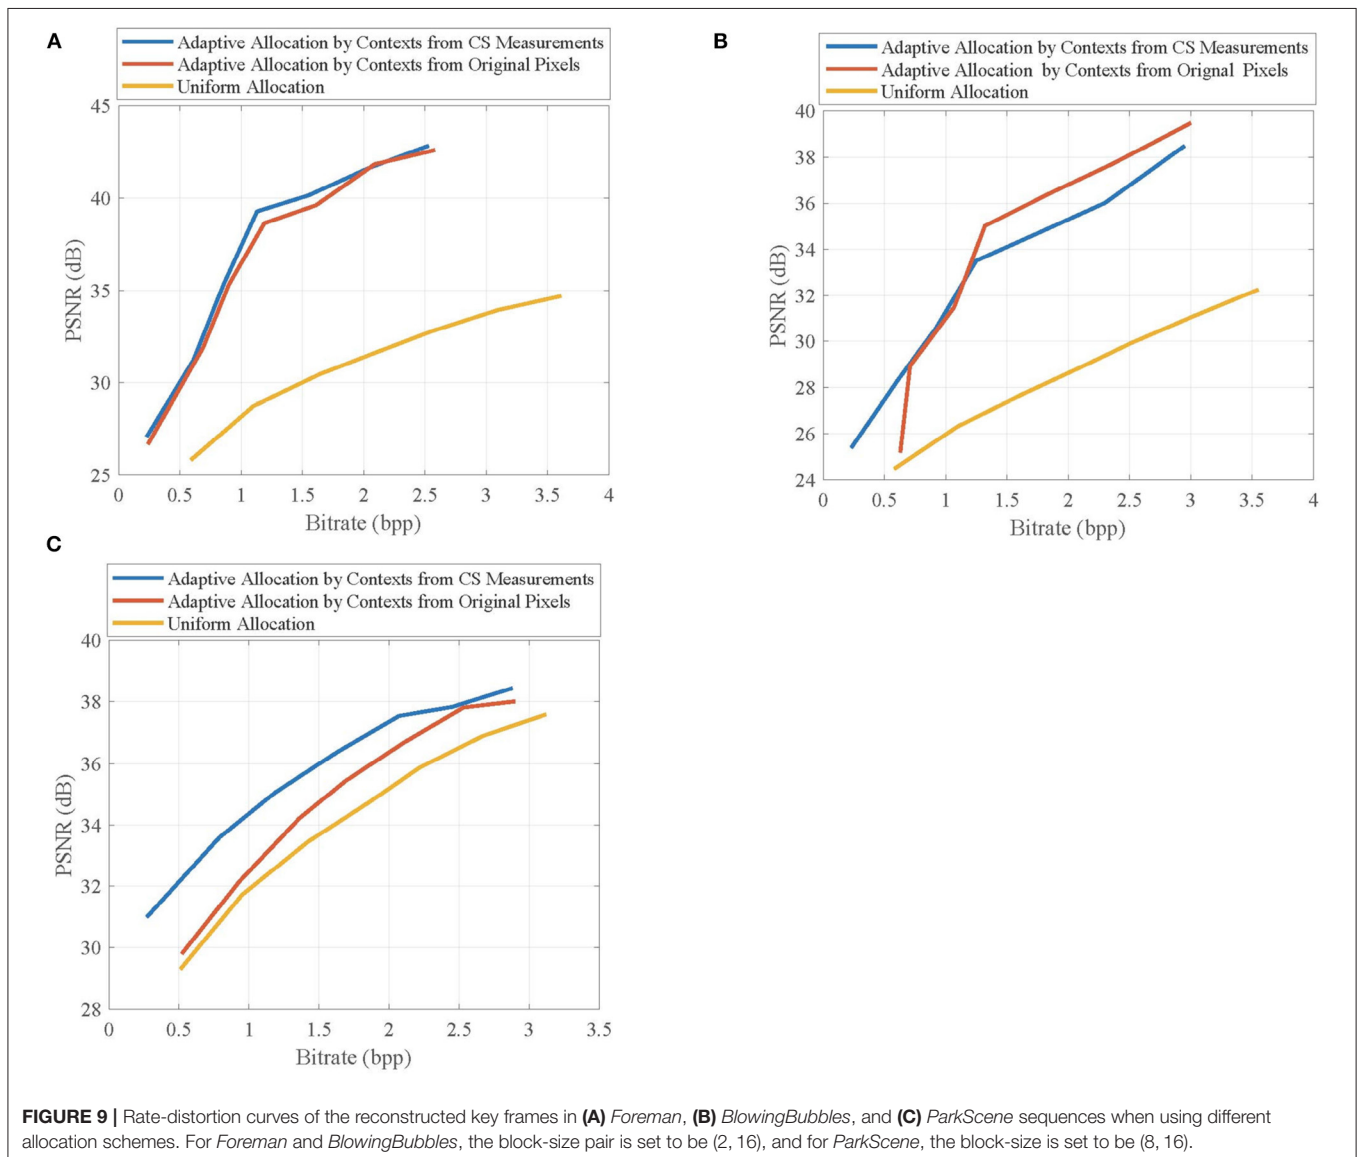 A
Adaptive Allocation by Contexts from CS Measurements
Adaptive Allocation by Contexts from Original Pixels
Uniform Allocation
45
40
35
30
25
PSNR (dB)
0 0.5 1 1.5 2 2.5 3 3.5 4
Bitrate (bpp)
B
Adaptive Allocation by Contexts from CS Measurements
Adaptive Allocation by Contexts from Orignal Pixels
Uniform Allocation
40
38
36
34
32
30
28
26
24
PSNR (dB)
0 0.5 1 1.5 2 2.5 3 3.5 4
Bitrate (bpp)
C
Adaptive Allocation by Contexts from CS Measurements
Adaptive Allocation by Contexts from Original Pixels
Uniform Allocation
40
38
36
34
32
30
28
PSNR (dB)
0 0.5 1 1.5 2 2.5 3 3.5
Bitrate (bpp)
FIGURE 9 | Rate-distortion curves of the reconstructed key frames in (A) Foreman, (B) BlowingBubbles, and (C) ParkScene sequences when using different
allocation schemes. For Foreman and BlowingBubbles, the block-size pair is set to be (2, 16), and for ParkScene, the block-size is set to be (8, 16).